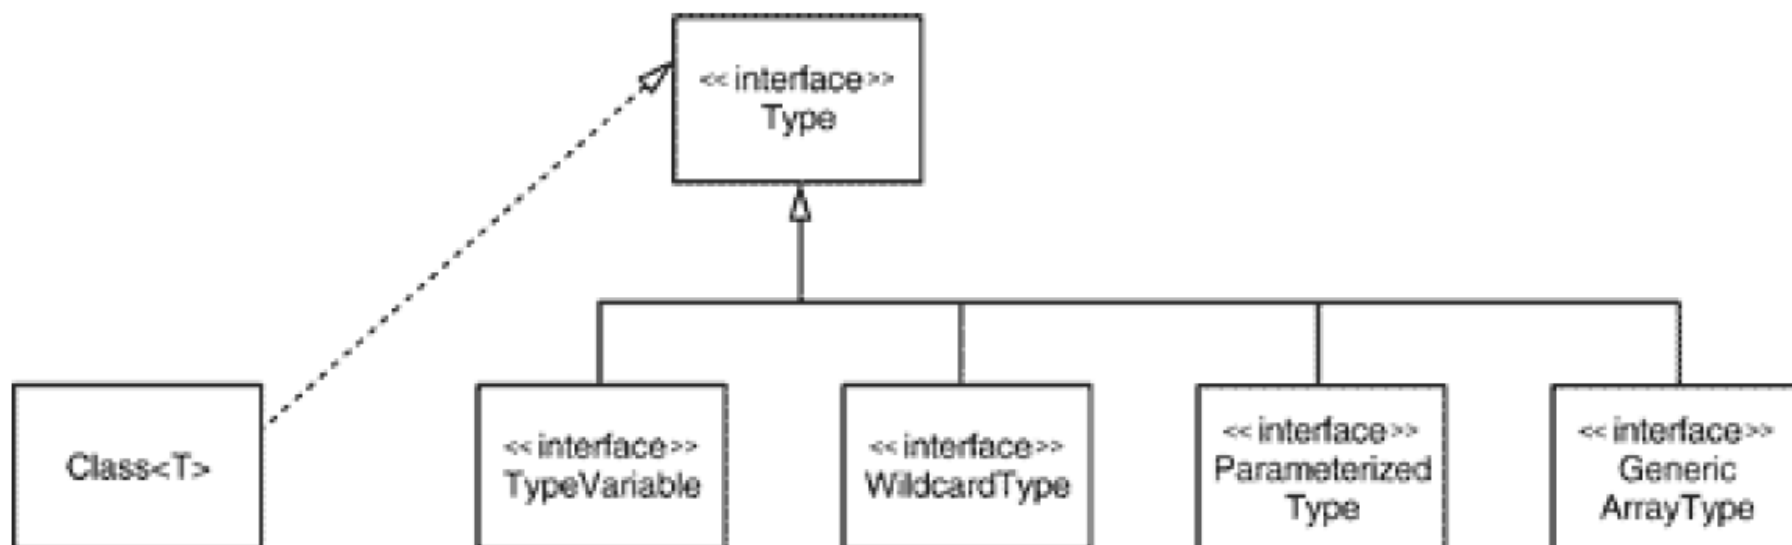 <<interface>>
Type
Class<T>
<<interface>>
TypeVariable
<<interface>>
WildcardType
<<interface>>
Parameterized
Type
<<interface>>
Generic
ArrayType